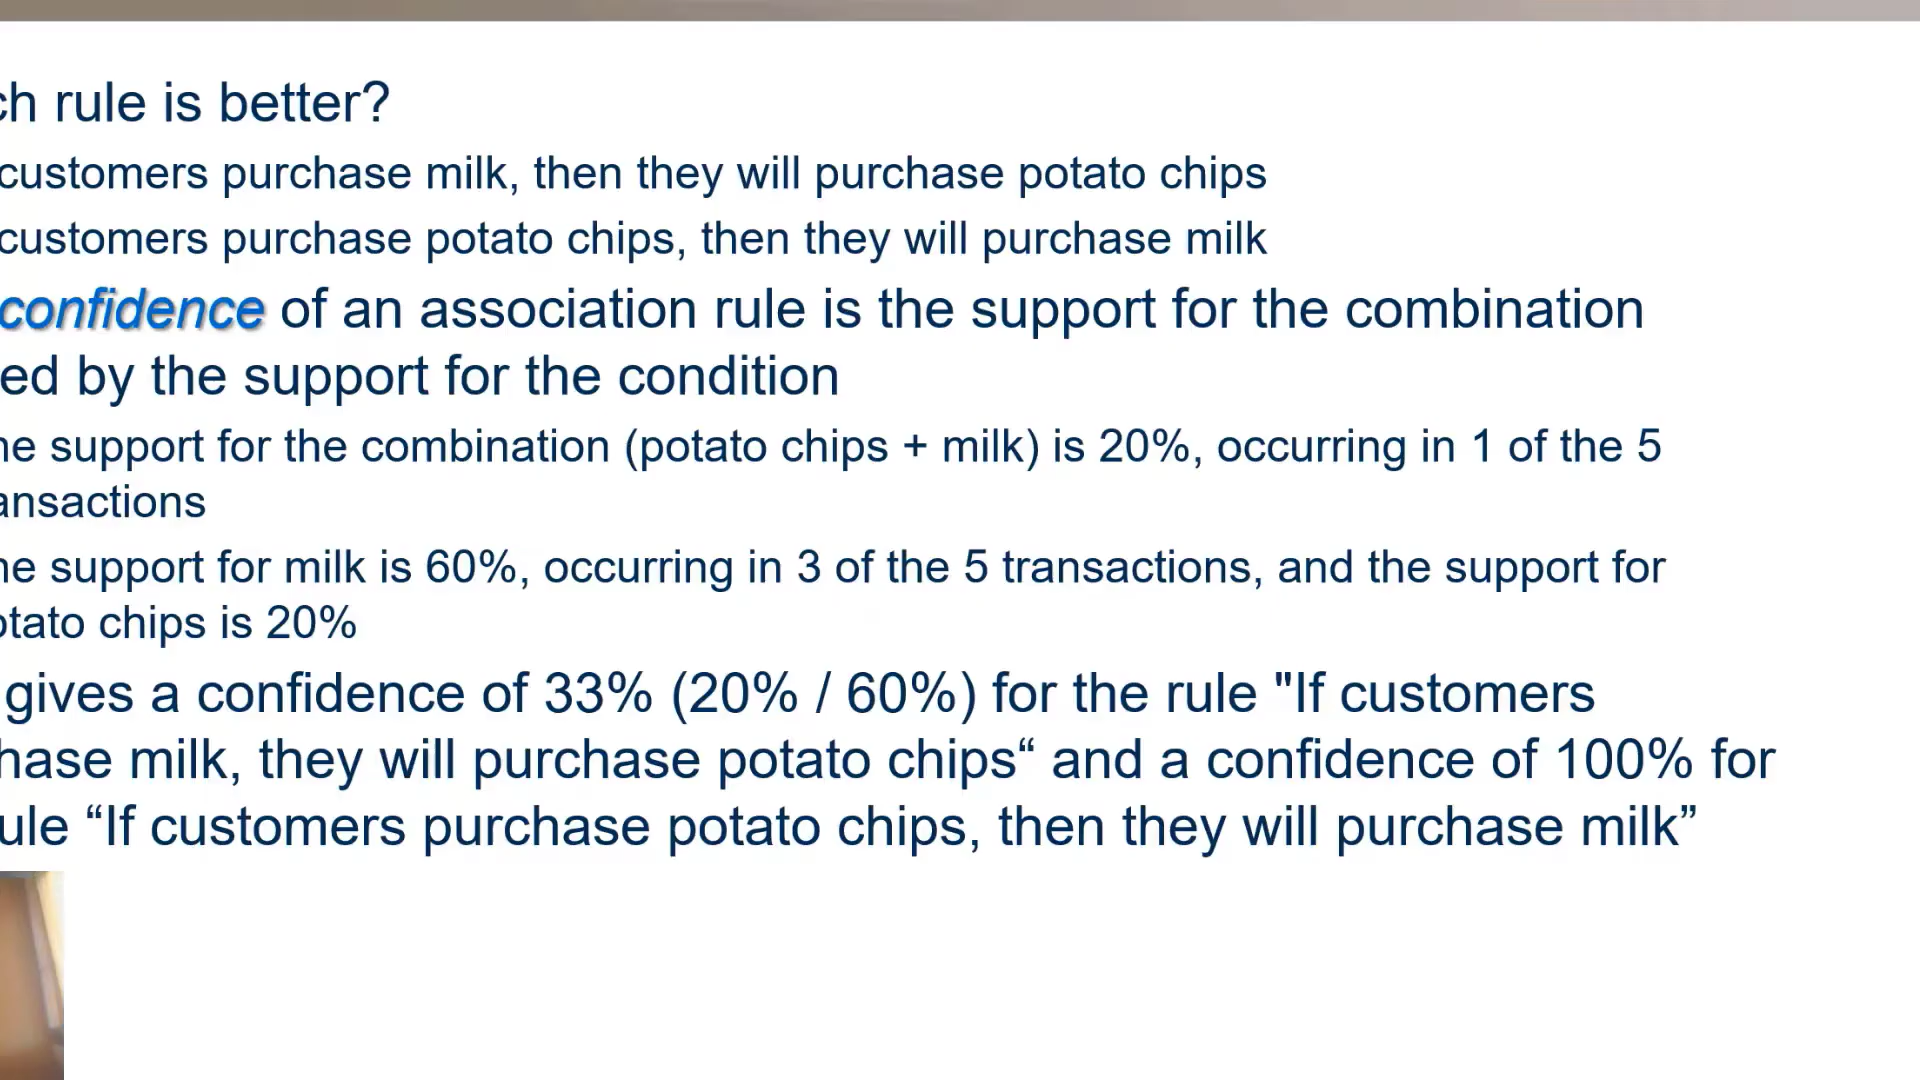 ch rule is better?
customers purchase milk, then they will purchase potato chips
customers purchase potato chips, then they will purchase milk
confidence of an association rule is the support for the combination
ed by the support for the condition
he support for the combination (potato chips + milk) is 20%, occurring in 1 of the 5
ansactions
he support for milk is 60%, occurring in 3 of the 5 transactions, and the support for
otato chips is 20%
gives a confidence of 33% (20% / 60%) for the rule "If customers
hase milk, they will purchase potato chips“ and a confidence of 100% for
ule “If customers purchase potato chips, then they will purchase milk”